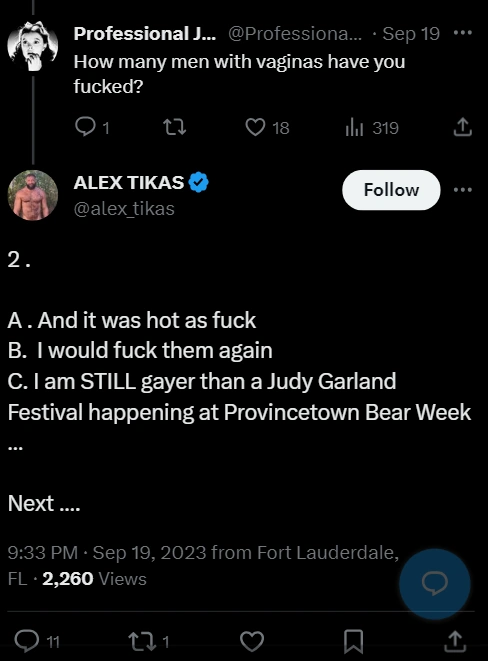 Professional J... @Professiona... · Sep 19 ...
How many men with vaginas have you
fucked?
1 18 319
ALEX TIKAS
Follow
...
@alex_tikas
2 .
A . And it was hot as fuck
B. I would fuck them again
C. I am STILL gayer than a Judy Garland
Festival happening at Provincetown Bear Week
...
Next ....
9:33 PM · Sep 19, 2023 from Fort Lauderdale,
FL · 2,260 Views
11 1